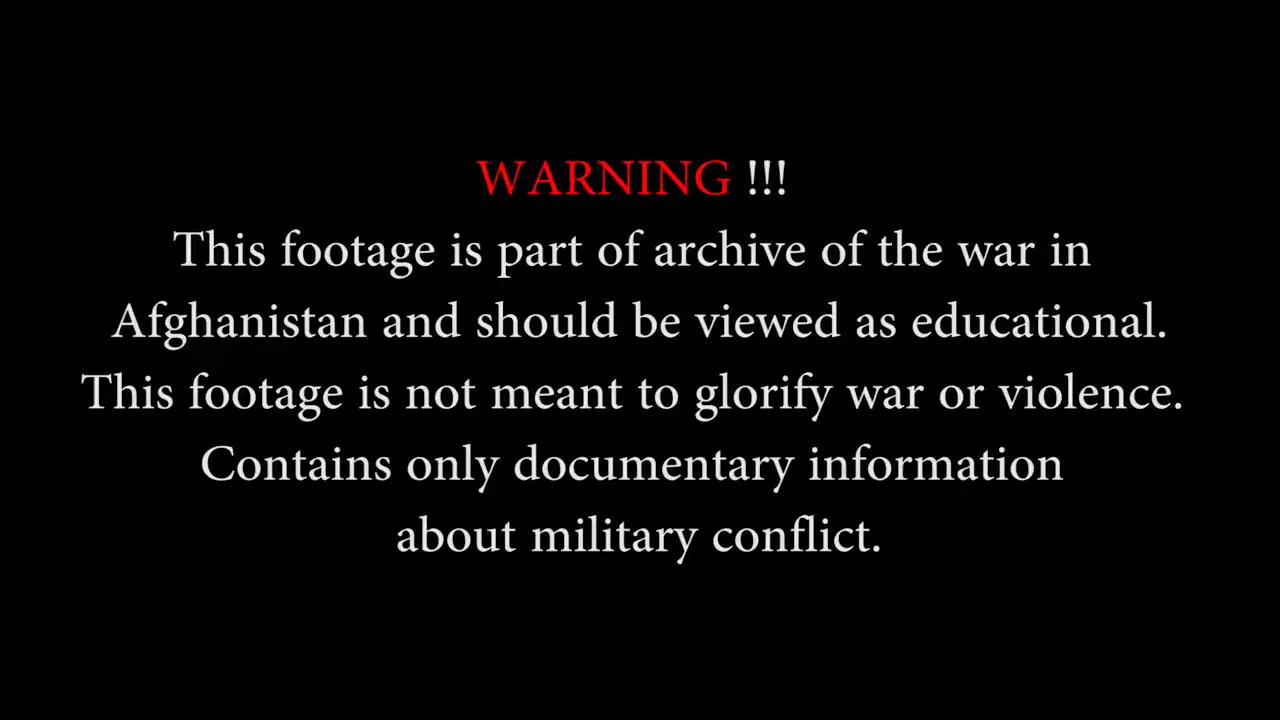 WARNING !!!
This footage is part of archive of the war in
Afghanistan and should be viewed as educational.
This footage is not meant to glorify war or violence.
Contains only documentary information
about military conflict.